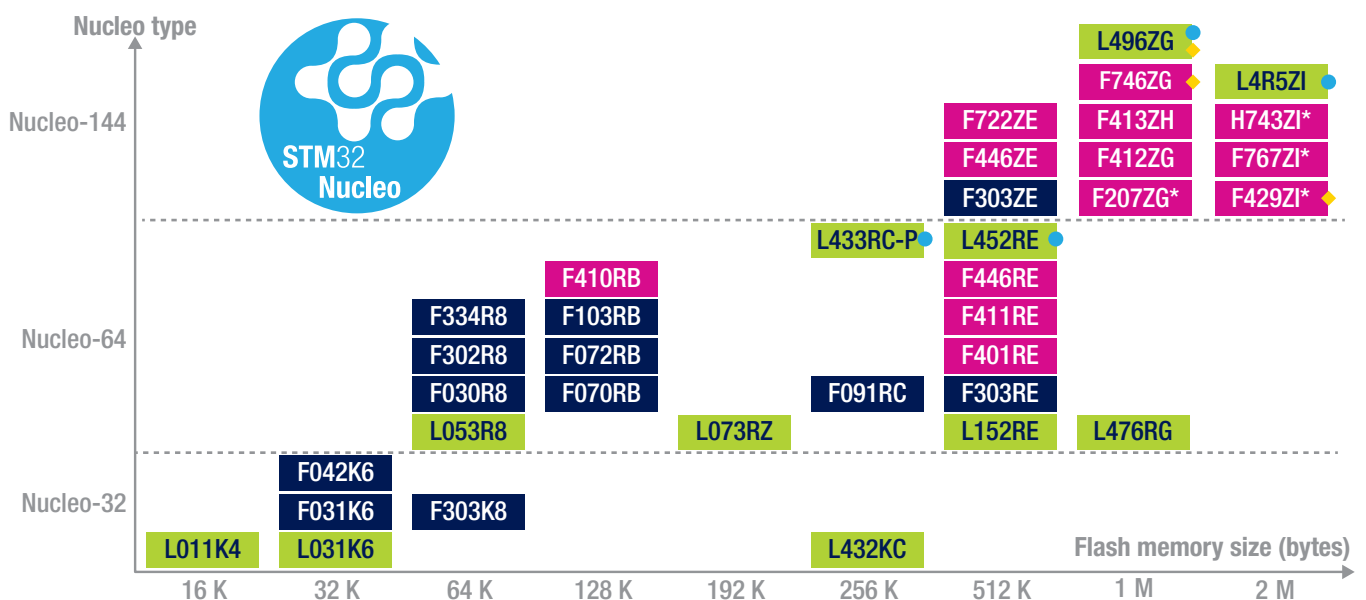 Nucleo type
L496ZG
F746ZG
L4R5ZI
Nucleo-144
F722ZE
F413ZH
H743ZI*
STM32
Nucleo
F446ZE
F412ZG
F767ZI*
F303ZE
F207ZG*
F429ZI*
L433RC-P
L452RE
F410RB
F446RE
Nucleo-64
F334R8
F103RB
F411RE
F302R8
F072RB
F401RE
F030R8
F070RB
F091RC
F303RE
L053R8
L073RZ
L152RE
L476RG
F042K6
Nucleo-32
F031K6
F303K8
L011K4
L031K6
L432KC
Flash memory size (bytes)
16 K
32 K
64 K
128 K
192 K
256 K
512 K
1 M
2 M